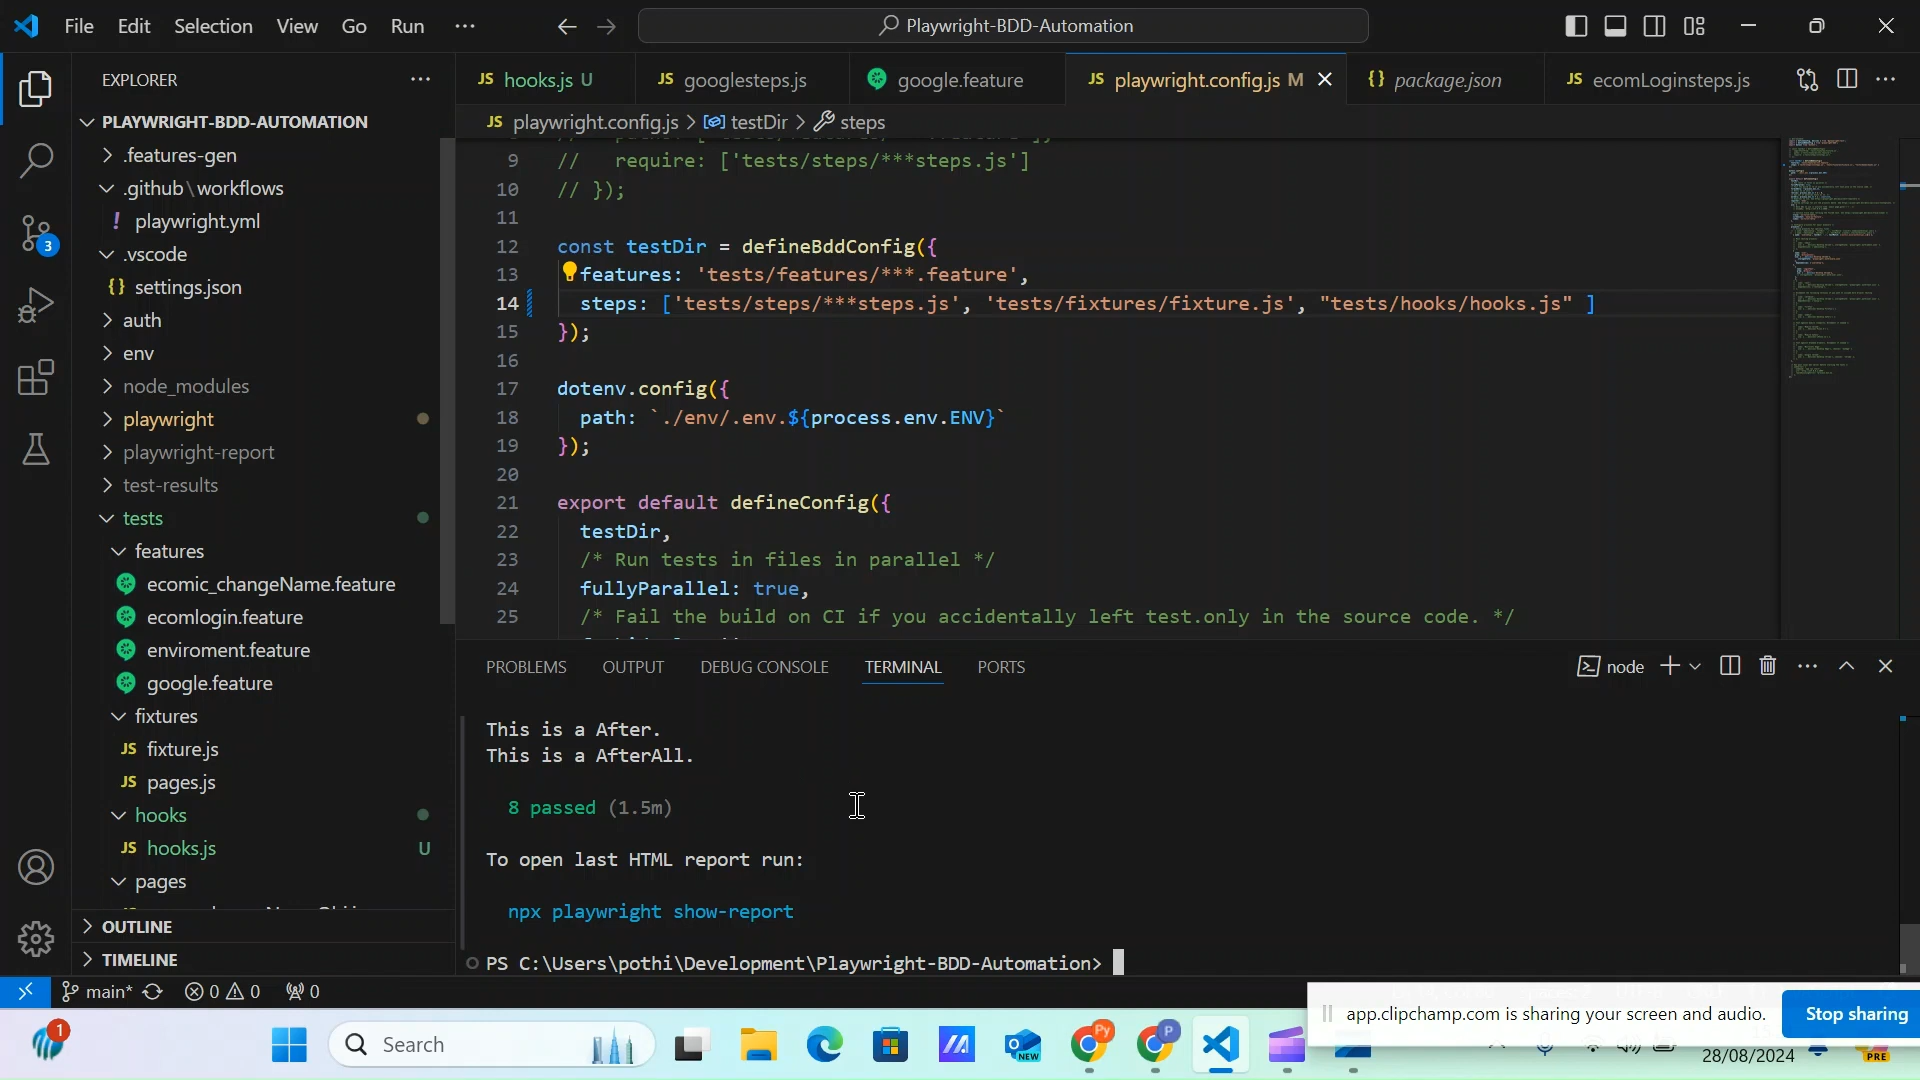 File Edit Selection View Go Run ···
Playwright-BDD-Automation
EXPLORER
hooks.js U
googlesteps.js
google.feature
playwright.config.js M
package.json
ecomLoginsteps.js
playwright.config.js > testDir > steps
PLAYWRIGHT-BDD-AUTOMATION
.features-gen
.github\workflows
playwright.yml
.vscode
settings.json
auth
env
node_modules
playwright
playwright-report
test-results
tests
features
ecomic_changeName.feature
ecomlogin.feature
enviroment.feature
google.feature
fixtures
fixture.js
pages.js
hooks
hooks.js U
pages
OUTLINE
TIMELINE
3
9 //   require: ['tests/steps/***steps.js']
10 // });
11
12 const testDir = defineBddConfig({
13 features: 'tests/features/***.feature',
14 steps: ['tests/steps/***steps.js', 'tests/fixtures/fixture.js', "tests/hooks/hooks.js" ]
15 });
16
17 dotenv.config({
18 path: `./env/.env.${process.env.ENV}`
19 });
20
21 export default defineConfig({
22 testDir,
23 /* Run tests in files in parallel */
24 fullyParallel: true,
25 /* Fail the build on CI if you accidentally left test.only in the source code. */
PROBLEMS OUTPUT DEBUG CONSOLE TERMINAL PORTS
node
This is a After.
This is a AfterAll.
8 passed (1.5m)
To open last HTML report run:
npx playwright show-report
PS C:\Users\pothi\Development\Playwright-BDD-Automation>
main* 0 0 0
app.clipchamp.com is sharing your screen and audio.
Stop sharing
1
Search
NEW
Py
P
28/08/2024
PRE